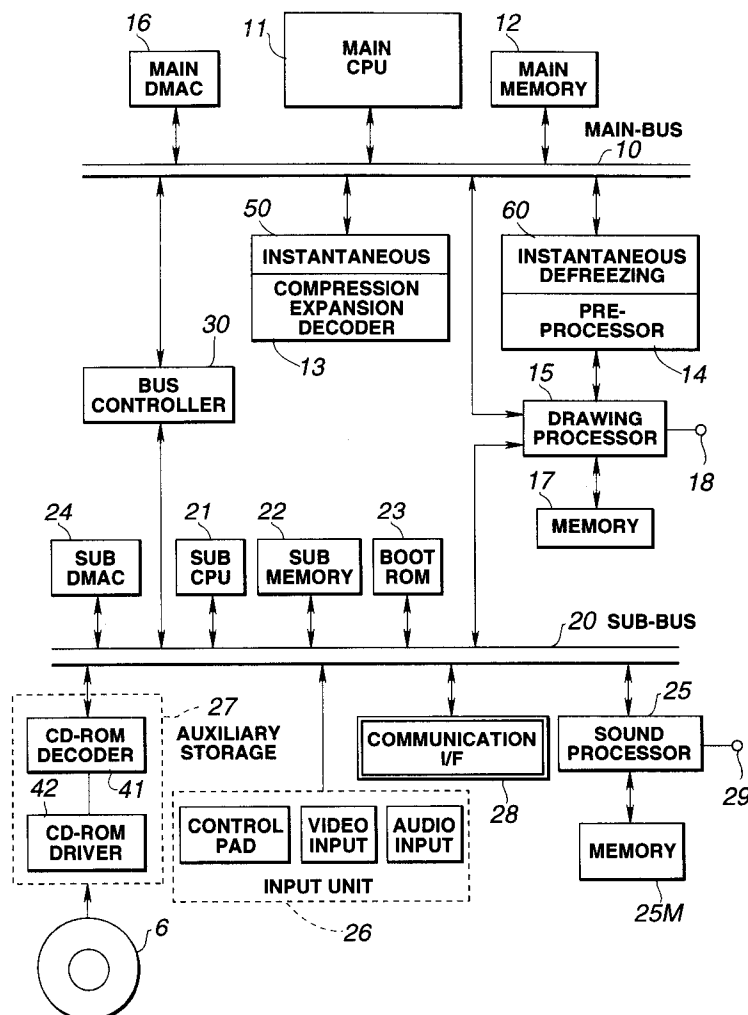 16
MAIN
DMAC
11
MAIN
CPU
12
MAIN
MEMORY
MAIN-BUS
10
50
INSTANTANEOUS
COMPRESSION
EXPANSION
DECODER
13
60
INSTANTANEOUS
DEFREEZING
PRE-
PROCESSOR
14
30
BUS
CONTROLLER
15
DRAWING
PROCESSOR
18
17
MEMORY
24
SUB
DMAC
21
SUB
CPU
22
SUB
MEMORY
23
BOOT
ROM
20 SUB-BUS
27
AUXILIARY
STORAGE
CD-ROM
DECODER
41
42
CD-ROM
DRIVER
6
CONTROL
PAD
VIDEO
INPUT
AUDIO
INPUT
INPUT UNIT
26
COMMUNICATION
I/F
28
25
SOUND
PROCESSOR
29
MEMORY
25M